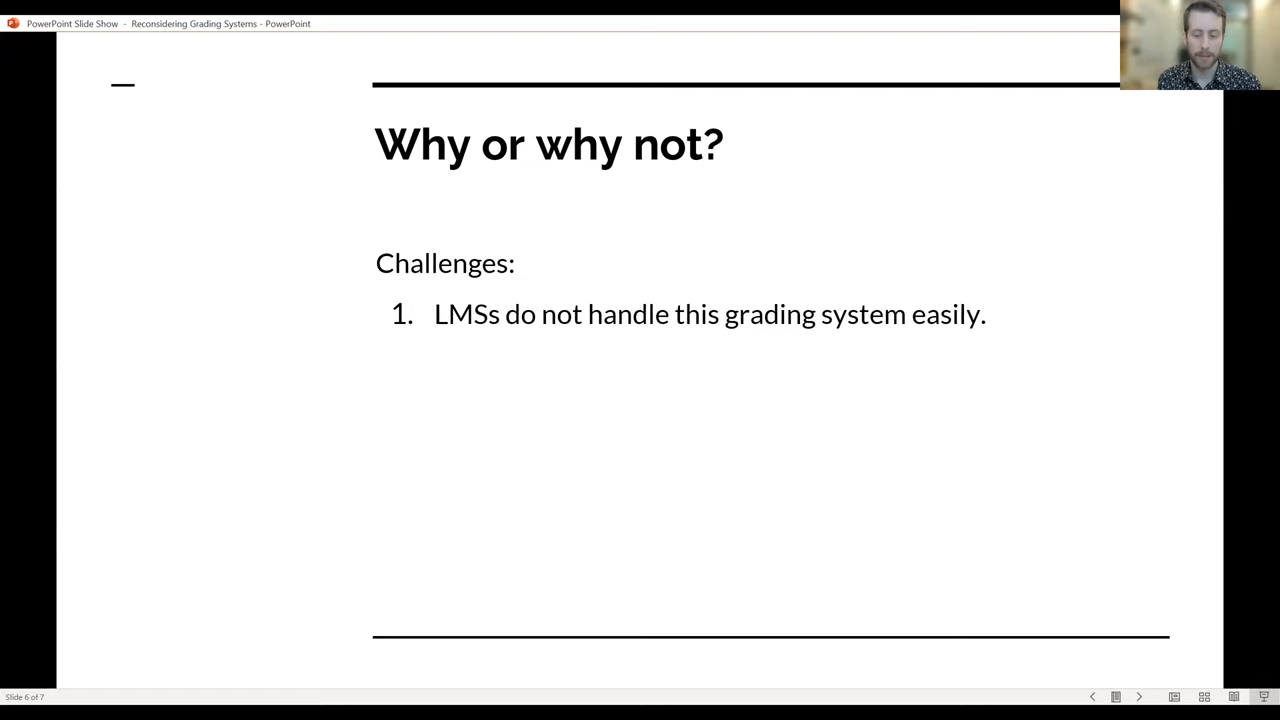 PowerPoint Slide Show - Reconsidering Grading Systems - PowerPoint
Why or why not?
Challenges:
1. LMSs do not handle this grading system easily.
Slide 6 of 7